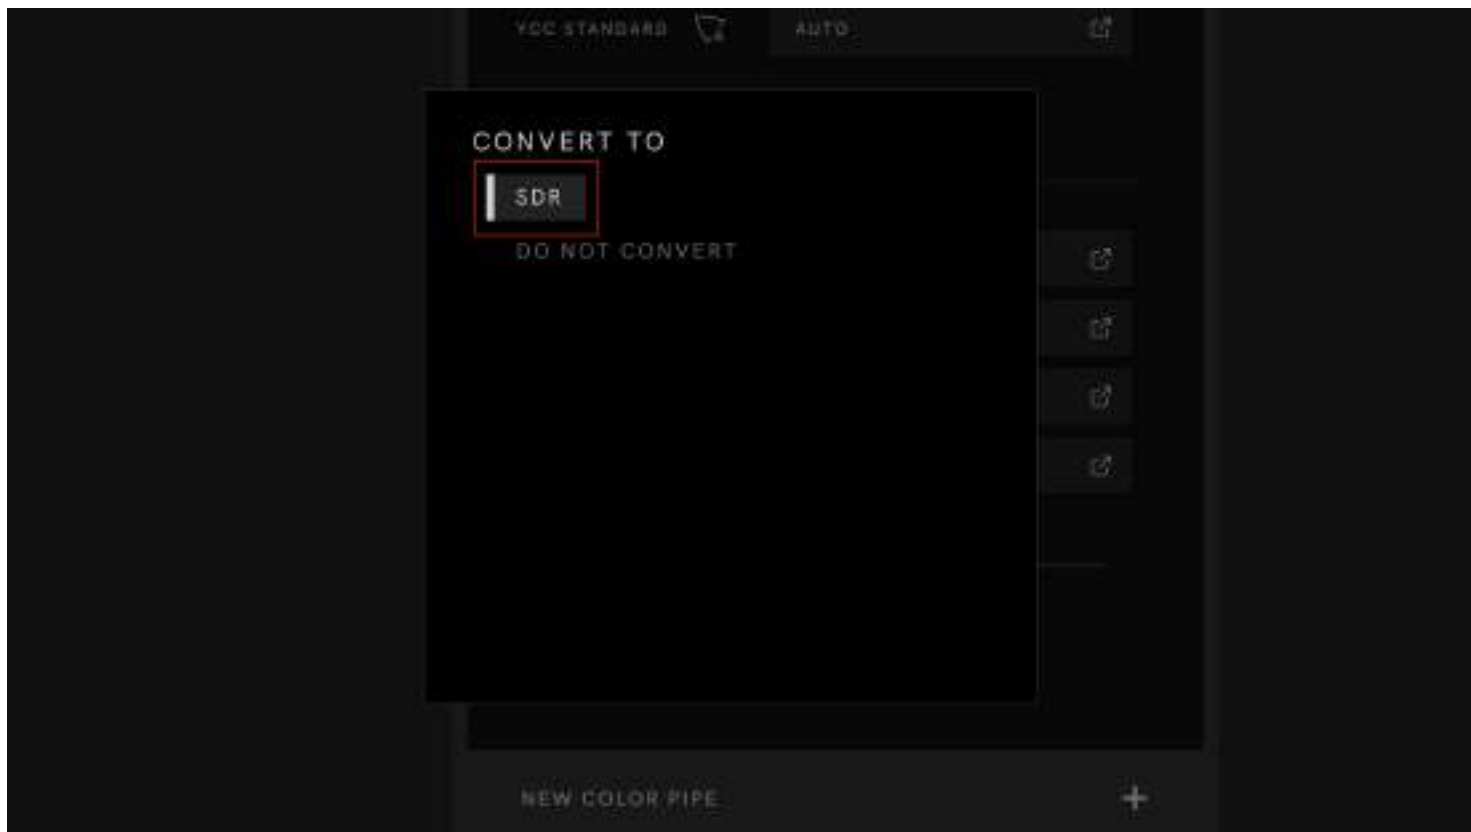 YCC STANDARD AUTO
CONVERT TO
SDR
DO NOT CONVERT
NEW COLOR PIPE